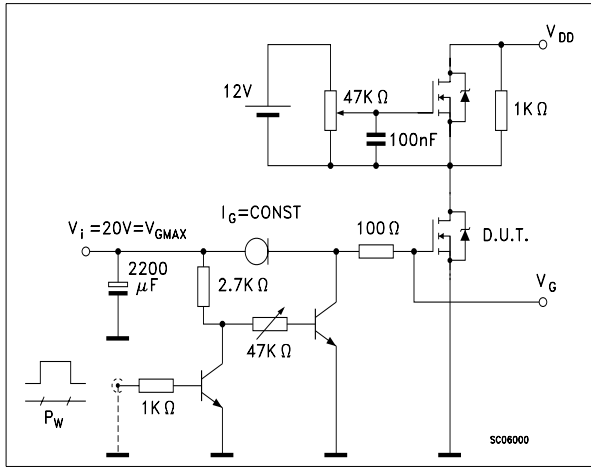 V_DD
12V
47K Ω
1K Ω
100nF
V_i =20V=V_GMAX
I_G=CONST
100Ω
D.U.T.
2200
μF
2.7K Ω
V_G
47K Ω
P_W
1K Ω
SC06000